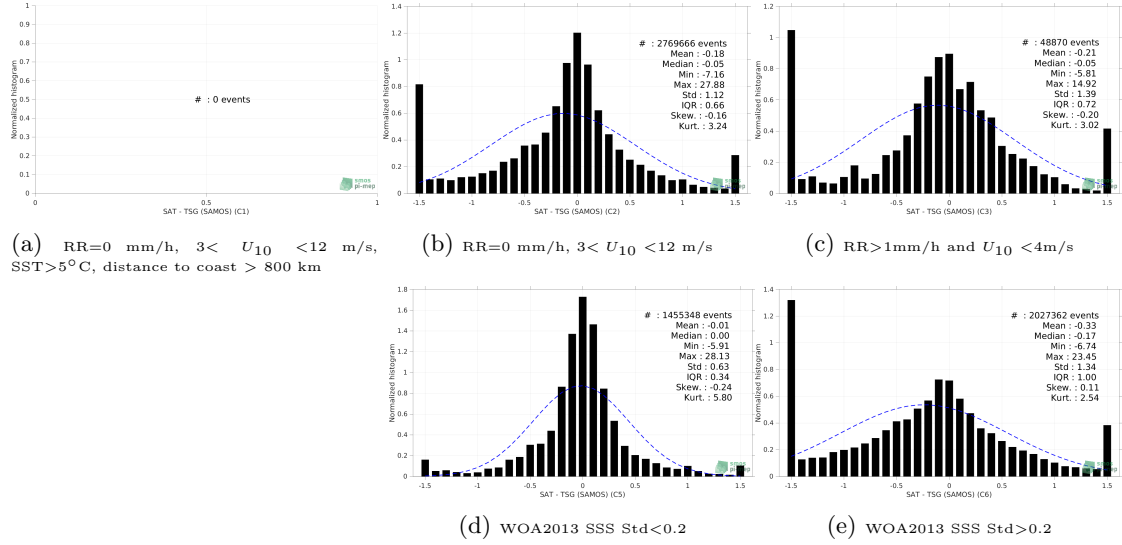 1
0.9
0.8
0.7
0.6
0.5
0.4
0.3
0.2
0.1
0
Normalized histogram
# : 0 events
smos
pi-mep
0 0.5 1
SAT - TSG (SAMOS) (C1)
(a) RR=0 mm/h, 3< U10 <12 m/s,
SST>5°C, distance to coast > 800 km
1.4
1.2
1
0.8
0.6
0.4
0.2
0
Normalized histogram
# : 2769666 events
Mean : -0.18
Median : -0.05
Min : -7.16
Max : 27.88
Std : 1.12
IQR : 0.66
Skew. : -0.16
Kurt. : 3.24
smos
pi-mep
-1.5 -1 -0.5 0 0.5 1 1.5
SAT - TSG (SAMOS) (C2)
(b) RR=0 mm/h, 3< U10 <12 m/s
1.2
1
0.8
0.6
0.4
0.2
0
Normalized histogram
# : 48870 events
Mean : -0.21
Median : -0.05
Min : -5.81
Max : 14.92
Std : 1.39
IQR : 0.72
Skew. : -0.20
Kurt. : 3.02
smos
pi-mep
-1.5 -1 -0.5 0 0.5 1 1.5
SAT - TSG (SAMOS) (C3)
(c) RR>1mm/h and U10 <4m/s
1.8
1.6
1.4
1.2
1
0.8
0.6
0.4
0.2
0
Normalized histogram
# : 1455348 events
Mean : -0.01
Median : 0.00
Min : -5.91
Max : 28.13
Std : 0.63
IQR : 0.34
Skew. : -0.24
Kurt. : 5.80
smos
pi-mep
-1.5 -1 -0.5 0 0.5 1 1.5
SAT - TSG (SAMOS) (C5)
(d) WOA2013 SSS Std<0.2
1.4
1.2
1
0.8
0.6
0.4
0.2
0
Normalized histogram
# : 2027362 events
Mean : -0.33
Median : -0.17
Min : -6.74
Max : 23.45
Std : 1.34
IQR : 1.00
Skew. : 0.11
Kurt. : 2.54
smos
pi-mep
-1.5 -1 -0.5 0 0.5 1 1.5
SAT - TSG (SAMOS) (C6)
(e) WOA2013 SSS Std>0.2